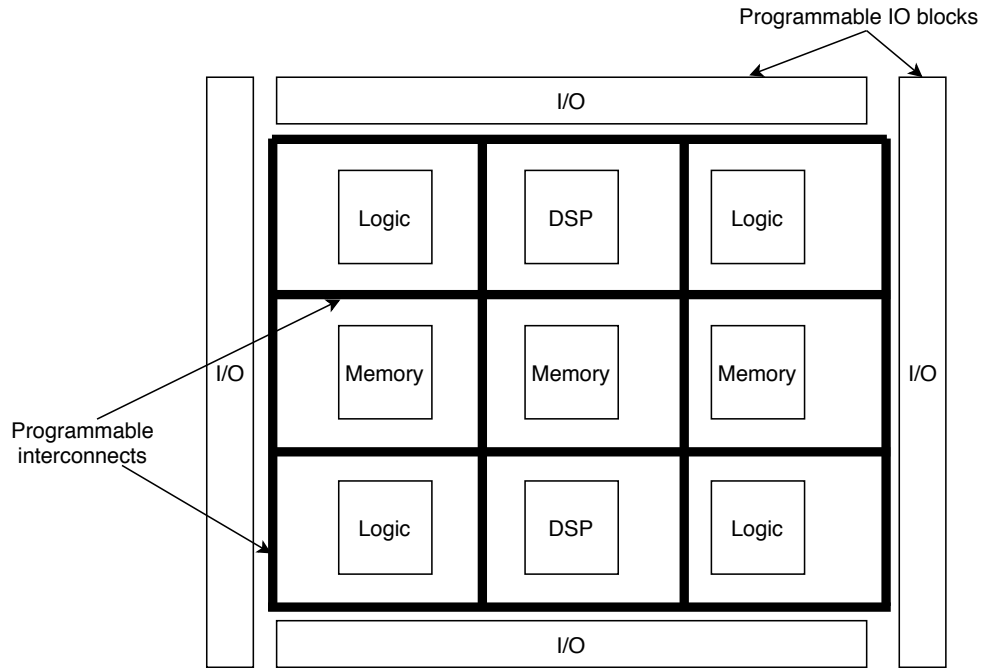 Programmable IO blocks
I/O
Logic
DSP
Logic
I/O
Memory
Memory
Memory
I/O
Programmable
interconnects
Logic
DSP
Logic
I/O